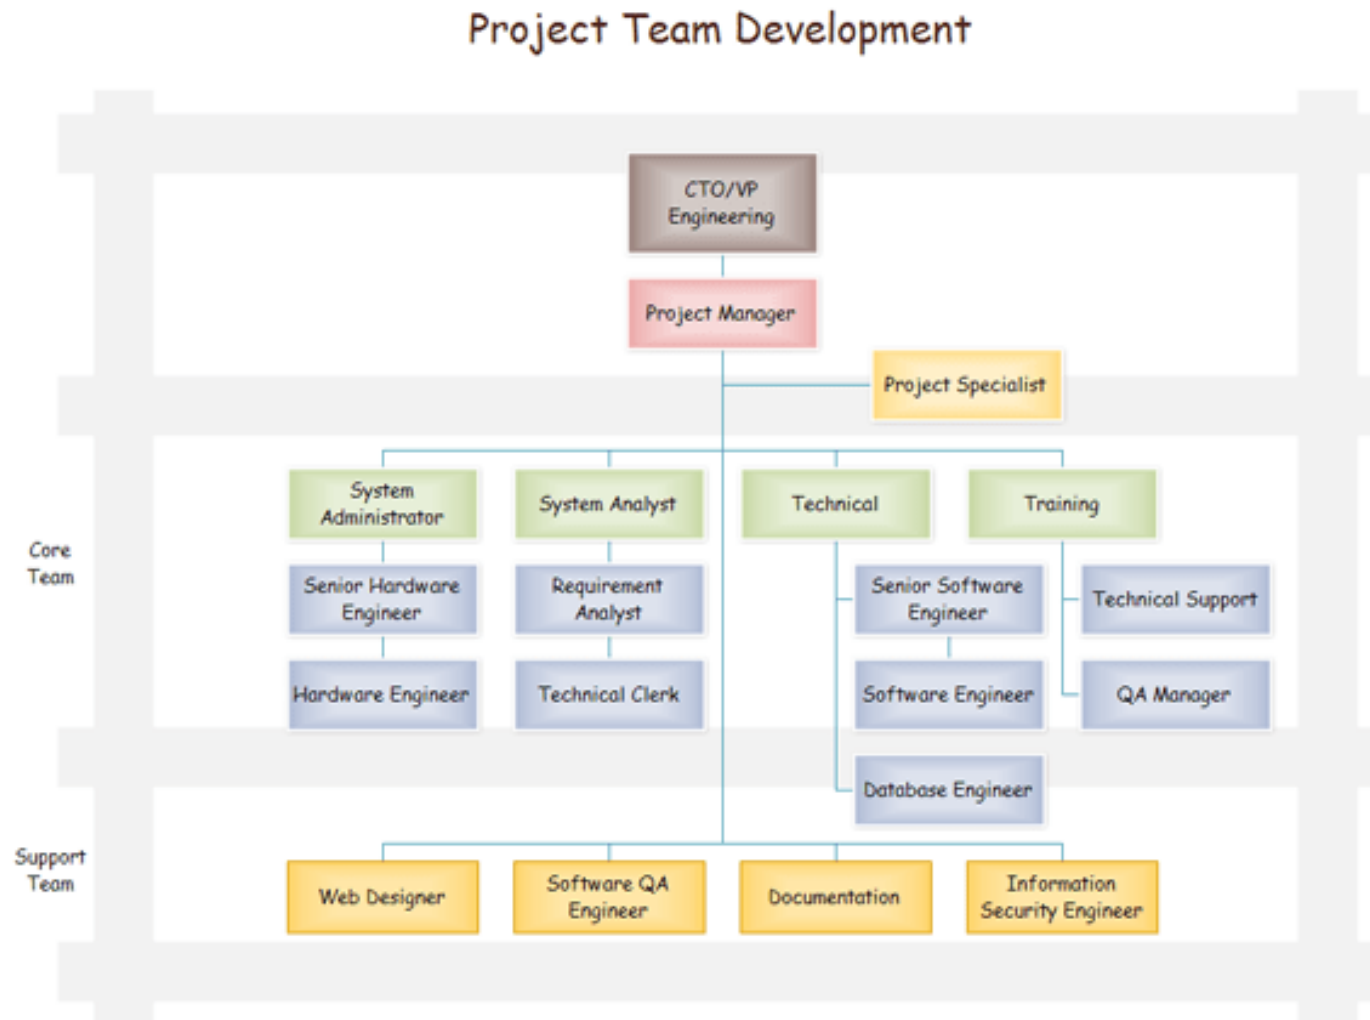 Project Team Development
CTO/VP
Engineering
Project Manager
Project Specialist
System
Administrator
System Analyst
Technical
Training
Core
Team
Senior Hardware
Engineer
Requirement
Analyst
Senior Software
Engineer
Technical Support
Hardware Engineer
Technical Clerk
Software Engineer
QA Manager
Database Engineer
Support
Team
Web Designer
Software QA
Engineer
Documentation
Information
Security Engineer